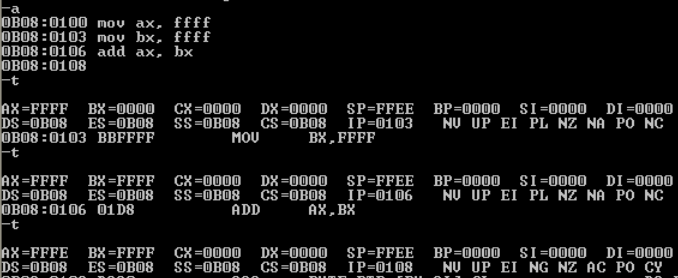 -a
0B08:0100 mov ax, ffff
0B08:0103 mov bx, ffff
0B08:0106 add ax, bx
0B08:0108
-t
AX=FFFF BX=0000 CX=0000 DX=0000 SP=FFEE BP=0000 SI=0000 DI=0000
DS=0B08 ES=0B08 SS=0B08 CS=0B08 IP=0103 NV UP EI PL NZ NA PO NC
0B08:0103 BBFFFF MOV BX,FFFF
-t
AX=FFFF BX=FFFF CX=0000 DX=0000 SP=FFEE BP=0000 SI=0000 DI=0000
DS=0B08 ES=0B08 SS=0B08 CS=0B08 IP=0106 NV UP EI PL NZ NA PO NC
0B08:0106 01D8 ADD AX,BX
-t
AX=FFFE BX=FFFF CX=0000 DX=0000 SP=FFEE BP=0000 SI=0000 DI=0000
DS=0B08 ES=0B08 SS=0B08 CS=0B08 IP=0108 NV UP EI NG NZ AC PO CY